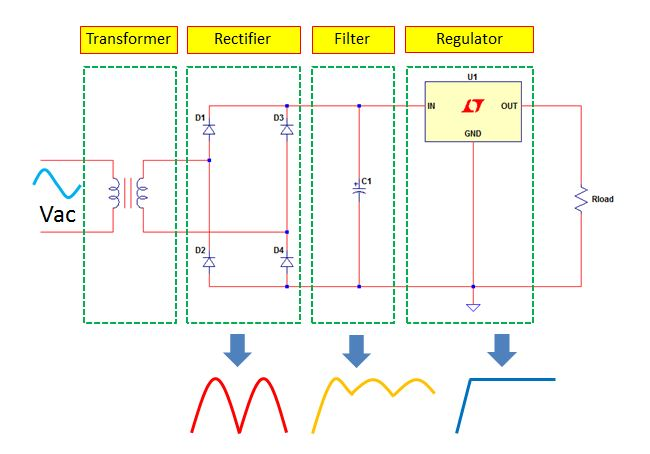 Transformer
Rectifier
Filter
Regulator
U1
D1
D3
IN
OUT
GND
C1
+
Vac
Rload
D2
D4